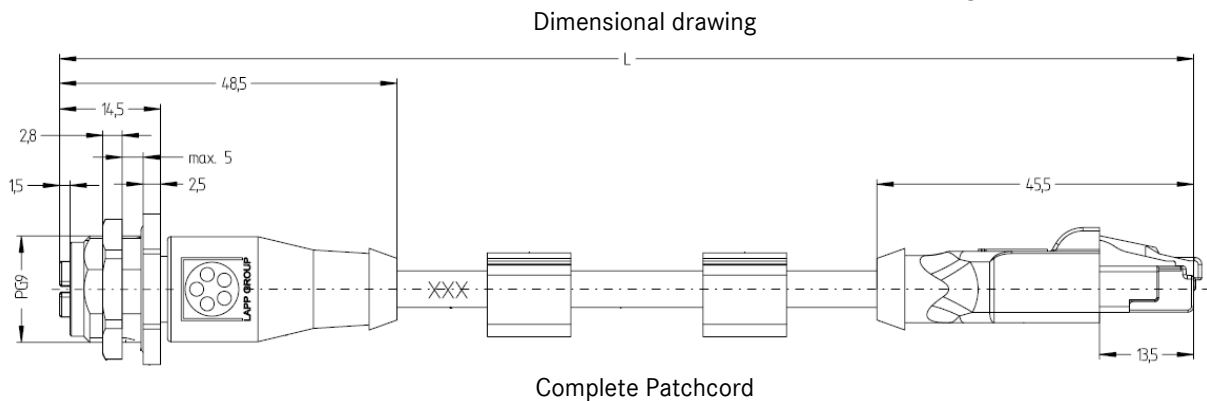 Dimensional drawing
L
48,5
14,5
2,8
max. 5
1,5
2,5
45,5
PG9
LAPP GROUP
XXX
13,5
Complete Patchcord